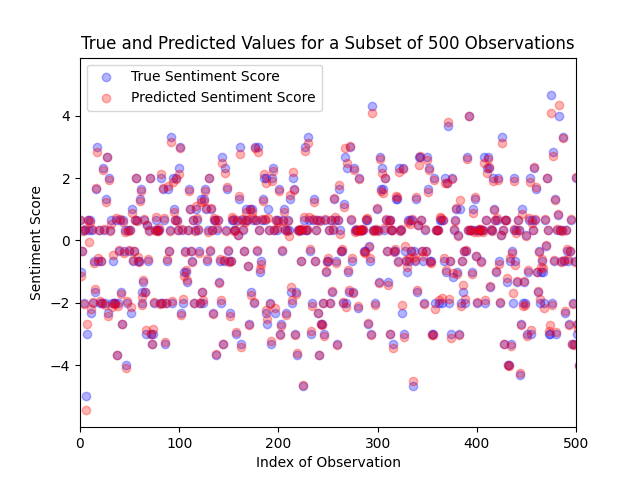 True and Predicted Values for a Subset of 500 Observations
True Sentiment Score
Predicted Sentiment Score
Sentiment Score
4
2
0
−2
−4
0 100 200 300 400 500
Index of Observation